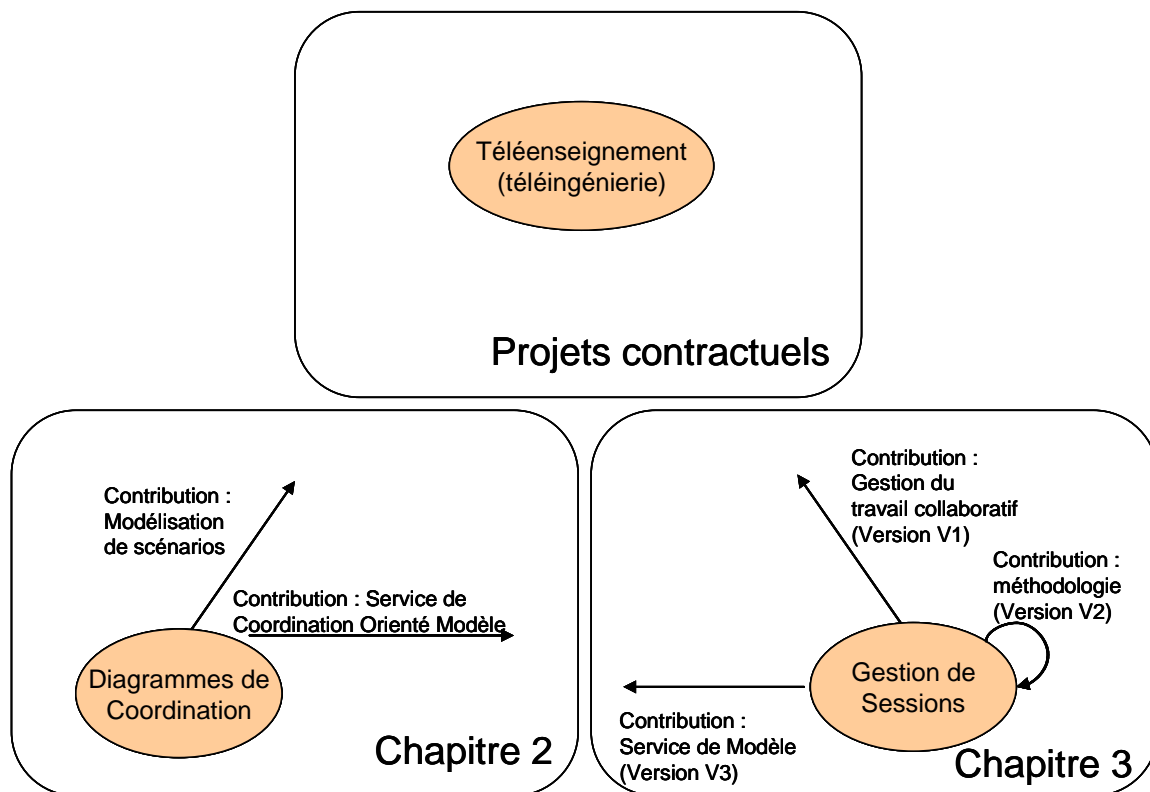 Téléenseignement
(téléingénierie)
Projets contractuels
Contribution :
Modélisation
de scénarios
Contribution : Service de
Coordination Orienté Modèle
Diagrammes de
Coordination
Chapitre 2
Contribution :
Gestion du
travail collaboratif
(Version V1)
Contribution :
méthodologie
(Version V2)
Gestion de
Sessions
Contribution :
Service de Modèle
(Version V3)
Chapitre 3